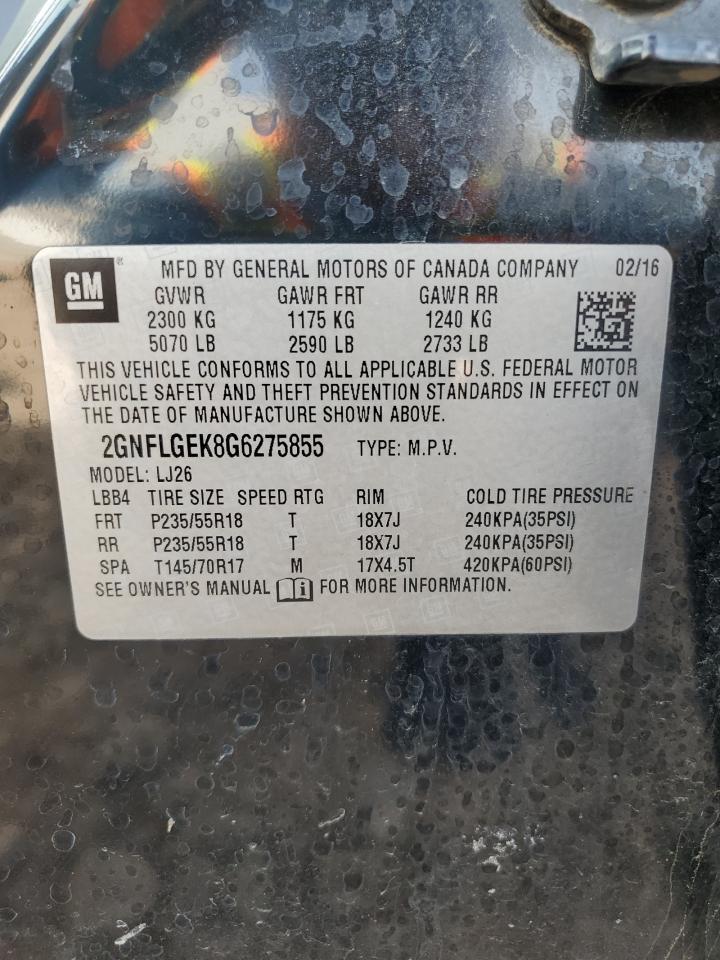 GM ® MFD BY GENERAL MOTORS OF CANADA COMPANY 02/16
GVWR GAWR FRT GAWR RR
2300 KG 1175 KG 1240 KG
5070 LB 2590 LB 2733 LB
THIS VEHICLE CONFORMS TO ALL APPLICABLE U.S. FEDERAL MOTOR
VEHICLE SAFETY AND THEFT PREVENTION STANDARDS IN EFFECT ON
THE DATE OF MANUFACTURE SHOWN ABOVE.
2GNFLGEK8G6275855 TYPE: M.P.V.
MODEL: LJ26
LBB4 TIRE SIZE SPEED RTG RIM COLD TIRE PRESSURE
FRT P235/55R18 T 18X7J 240KPA(35PSI)
RR P235/55R18 T 18X7J 240KPA(35PSI)
SPA T145/70R17 M 17X4.5T 420KPA(60PSI)
SEE OWNER'S MANUAL i FOR MORE INFORMATION.